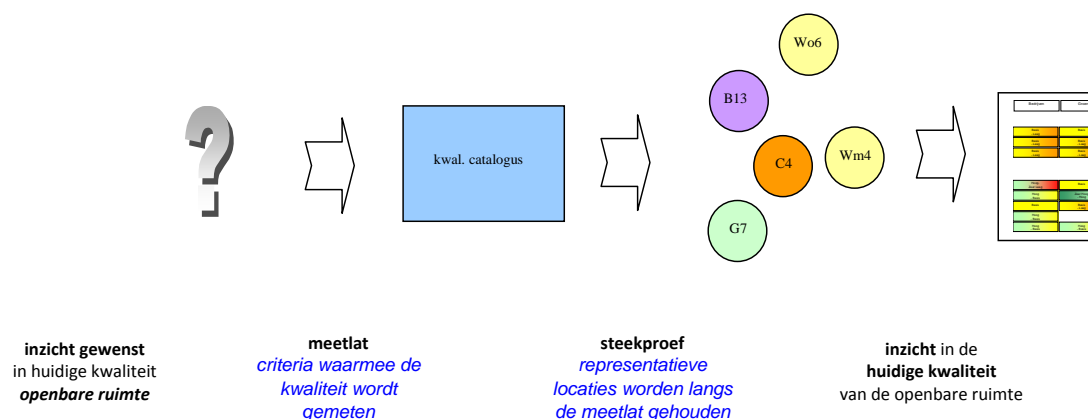 Wo6
B13
kwal. catalogus
C4
Wm4
G7
Bedrijven
inzicht gewenst
in huidige kwaliteit
openbare ruimte
meetlat
criteria waarmee de
kwaliteit wordt
gemeten
steekproef
representatieve
locaties worden langs
de meetlat gehouden
inzicht in de
huidige kwaliteit
van de openbare ruimte